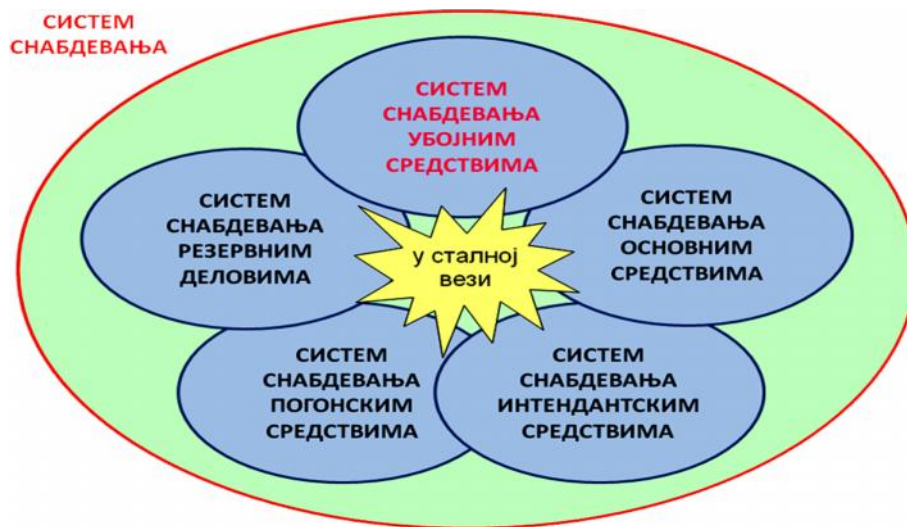 СИСТЕМ
СНАБДЕВАЊА
СИСТЕМ
СНАБДЕВАЊА
УБОЈНИМ
СРЕДСТВИМА
СИСТЕМ
СНАБДЕВАЊА
РЕЗЕРВНИМ
ДЕЛОВИМА
СИСТЕМ
СНАБДЕВАЊА
ОСНОВНИМ
СРЕДСТВИМА
у сталној
вези
СИСТЕМ
СНАБДЕВАЊА
ПОГОНСКИМ
СРЕДСТВИМА
СИСТЕМ
СНАБДЕВАЊА
ИНТЕНДАНТСКИМ
СРЕДСТВИМА